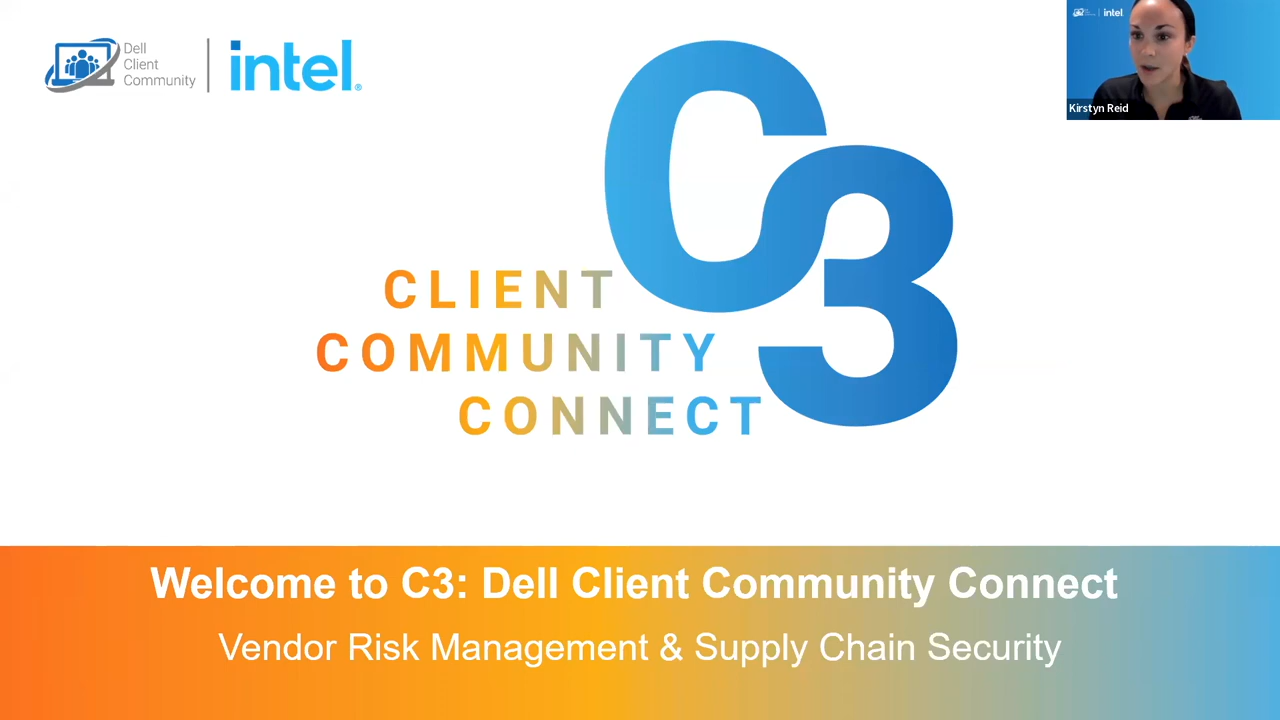 Dell
Client
Community
intel.
intel.
Kirstyn Reid
C3
CLIENT
COMMUNITY
CONNECT
Welcome to C3: Dell Client Community Connect
Vendor Risk Management & Supply Chain Security